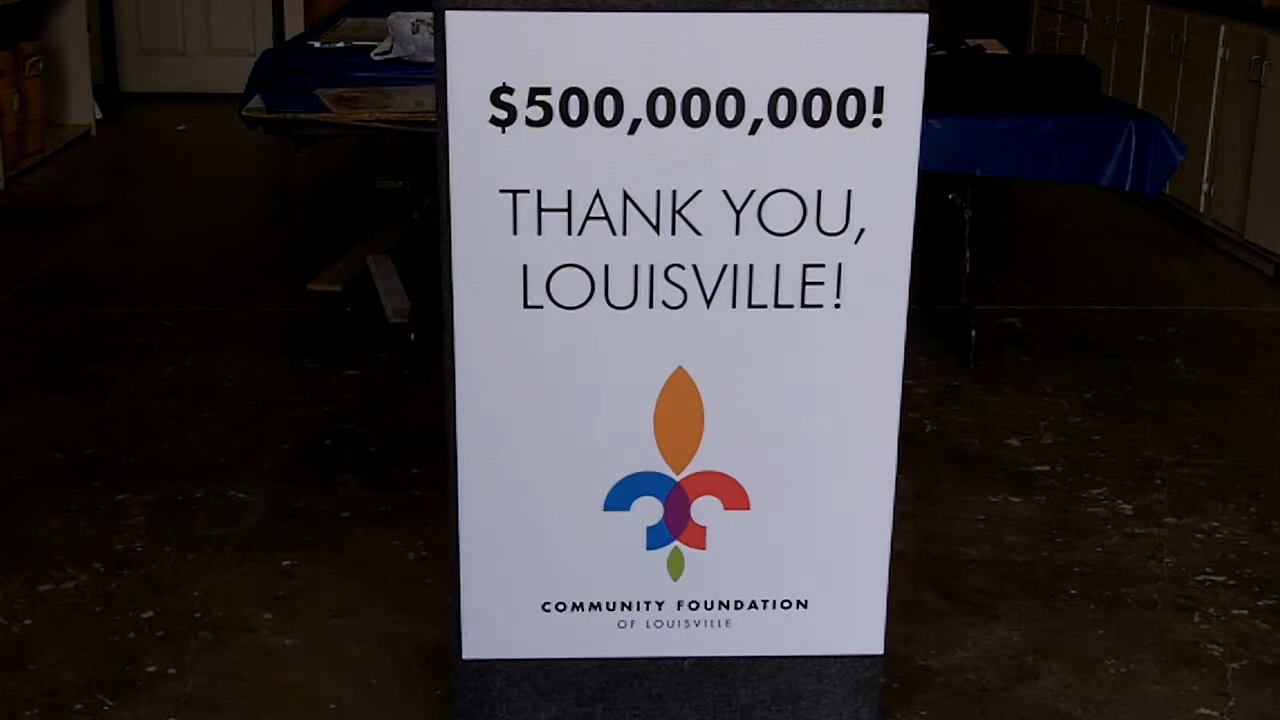 $500,000,000!
THANK YOU,
LOUISVILLE!
COMMUNITY FOUNDATION
OF LOUISVILLE